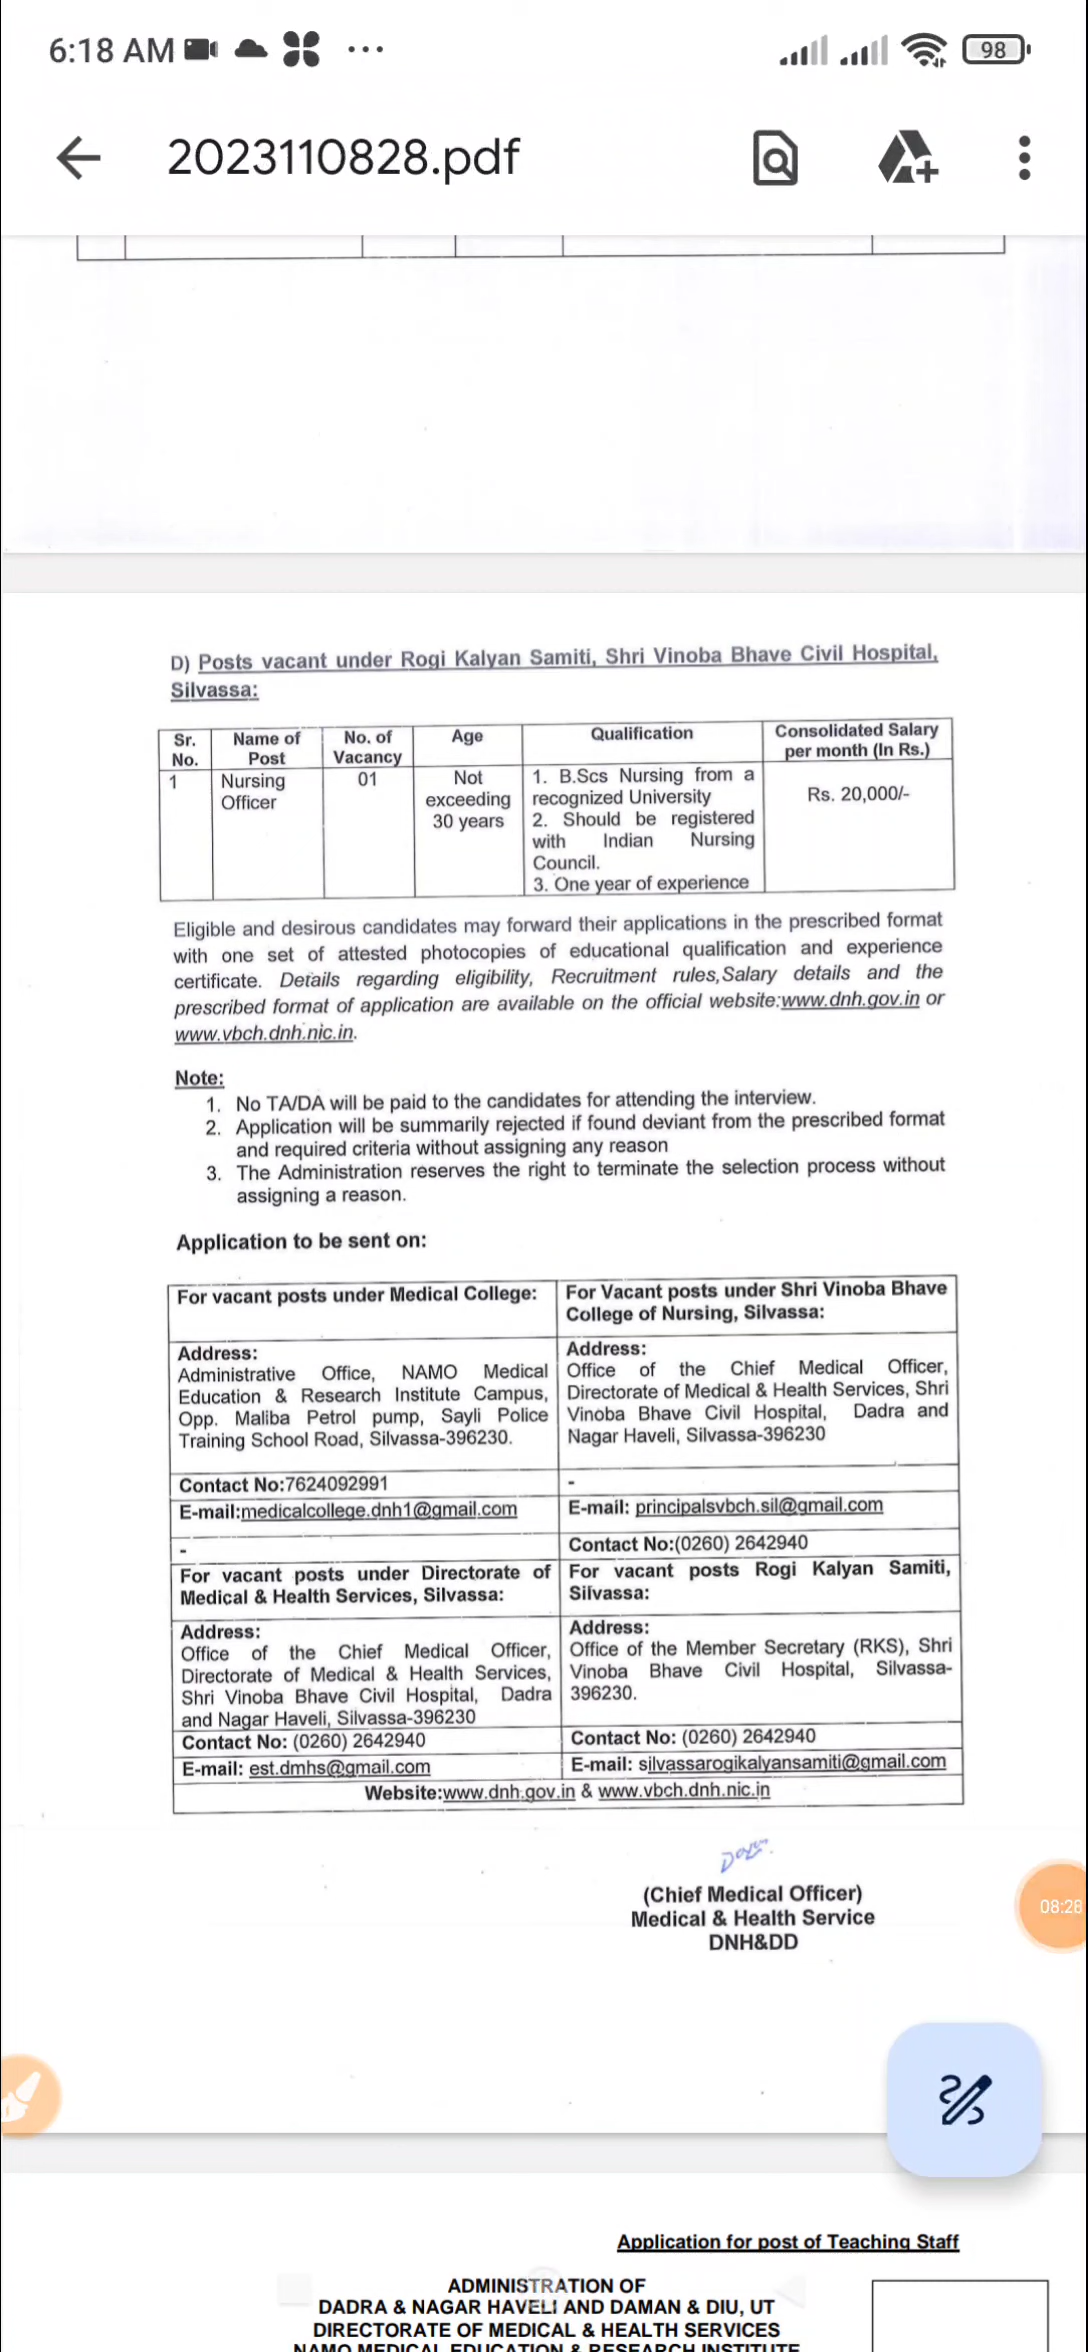 6:18 AM
98
2023110828.pdf
D) Posts vacant under Rogi Kalyan Samiti, Shri Vinoba Bhave Civil Hospital,
Silvassa:
Sr. No. Name of Post No. of Vacancy Age Qualification Consolidated Salary per month (In Rs.)
1 Nursing Officer 01 Not exceeding 30 years
1. B.Scs Nursing from a
recognized University
2. Should be registered
with Indian Nursing
Council.
3. One year of experience
Rs. 20,000/-
Eligible and desirous candidates may forward their applications in the prescribed format
with one set of attested photocopies of educational qualification and experience
certificate. Details regarding eligibility, Recruitment rules,Salary details and the
prescribed format of application are available on the official website:www.dnh.gov.in or
www.vbch.dnh.nic.in.
Note:
1. No TA/DA will be paid to the candidates for attending the interview.
2. Application will be summarily rejected if found deviant from the prescribed format
and required criteria without assigning any reason
3. The Administration reserves the right to terminate the selection process without
assigning a reason.
Application to be sent on:
For vacant posts under Medical College:
For Vacant posts under Shri Vinoba Bhave
College of Nursing, Silvassa:
Address:
Administrative Office, NAMO Medical
Education & Research Institute Campus,
Opp. Maliba Petrol pump, Sayli Police
Training School Road, Silvassa-396230.
Address:
Office of the Chief Medical Officer,
Directorate of Medical & Health Services, Shri
Vinoba Bhave Civil Hospital, Dadra and
Nagar Haveli, Silvassa-396230
Contact No:7624092991
-
E-mail:medicalcollege.dnh1@gmail.com
E-mail: principalsvbch.sil@gmail.com
-
Contact No:(0260) 2642940
For vacant posts under Directorate of
Medical & Health Services, Silvassa:
For vacant posts Rogi Kalyan Samiti,
Silvassa:
Address:
Office of the Chief Medical Officer,
Directorate of Medical & Health Services,
Shri Vinoba Bhave Civil Hospital, Dadra
and Nagar Haveli, Silvassa-396230
Address:
Office of the Member Secretary (RKS), Shri
Vinoba Bhave Civil Hospital, Silvassa-
396230.
Contact No: (0260) 2642940
Contact No: (0260) 2642940
E-mail: est.dmhs@gmail.com
E-mail: silvassarogikalyansamiti@gmail.com
Website:www.dnh.gov.in & www.vbch.dnh.nic.in
(Chief Medical Officer)
Medical & Health Service
DNH&DD
08:28
Application for post of Teaching Staff
ADMINISTRATION OF
DADRA & NAGAR HAVELI AND DAMAN & DIU, UT
DIRECTORATE OF MEDICAL & HEALTH SERVICES
NAMO MEDICAL EDUCATION & RESEARCH INSTITUTE